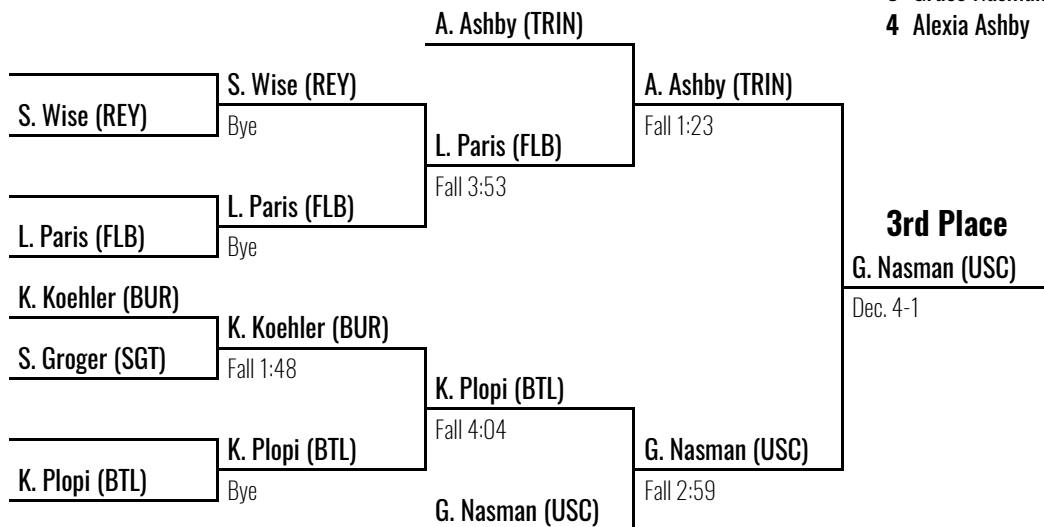 4 Alexia Ashby
A. Ashby (TRIN)
S. Wise (REY)
A. Ashby (TRIN)
S. Wise (REY)
Bye
Fall 1:23
L. Paris (FLB)
Fall 3:53
L. Paris (FLB)
3rd Place
L. Paris (FLB)
Bye
G. Nasman (USC)
K. Koehler (BUR)
Dec. 4-1
K. Koehler (BUR)
S. Groger (SGT)
Fall 1:48
K. Plopi (BTL)
Fall 4:04
K. Plopi (BTL)
G. Nasman (USC)
K. Plopi (BTL)
Bye
Fall 2:59
G. Nasman (USC)